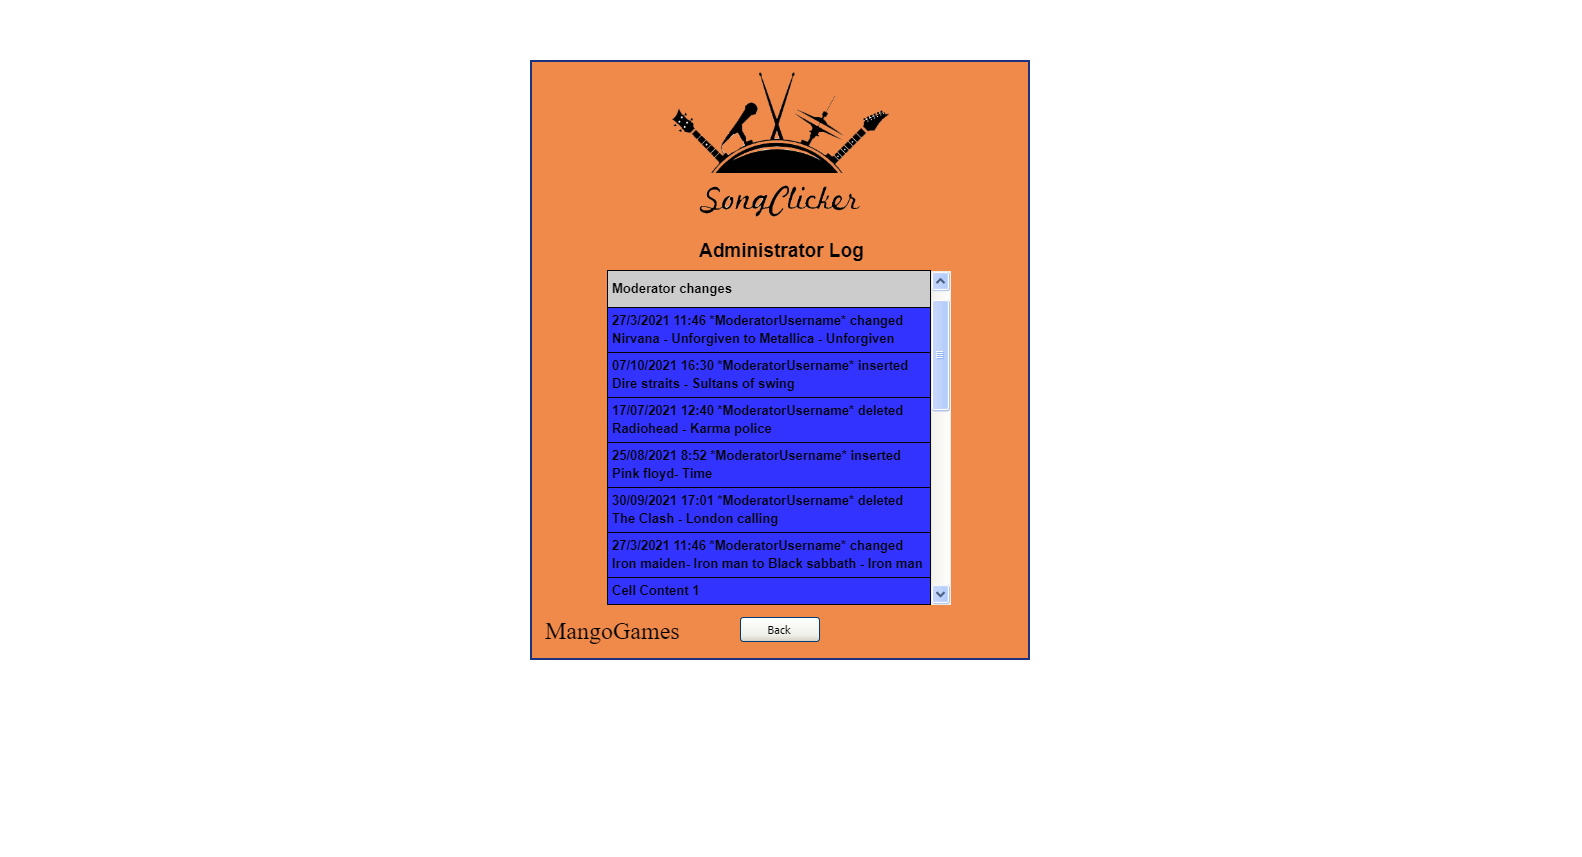 SongClicker
Administrator Log
Moderator changes
27/3/2021 11:46 *ModeratorUsername* changed
Nirvana - Unforgiven to Metallica - Unforgiven
07/10/2021 16:30 *ModeratorUsername* inserted
Dire straits - Sultans of swing
17/07/2021 12:40 *ModeratorUsername* deleted
Radiohead - Karma police
25/08/2021 8:52 *ModeratorUsername* inserted
Pink floyd- Time
30/09/2021 17:01 *ModeratorUsername* deleted
The Clash - London calling
27/3/2021 11:46 *ModeratorUsername* changed
Iron maiden- Iron man to Black sabbath - Iron man
Cell Content 1
MangoGames
Back